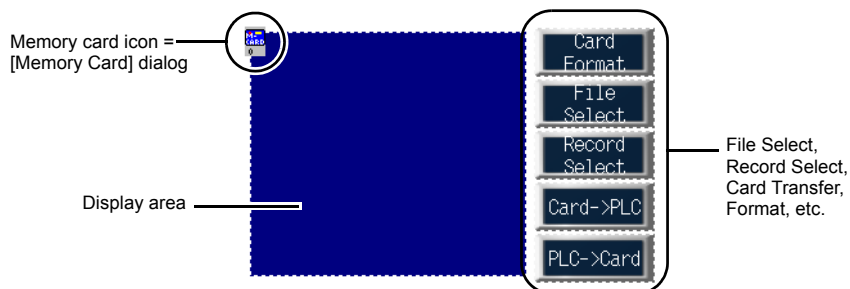 Memory card icon =
[Memory Card] dialog
M-
CARD
0
Display area
Card
Format
File
Select
Record
Select
Card->PLC
PLC->Card
File Select,
Record Select,
Card Transfer,
Format, etc.